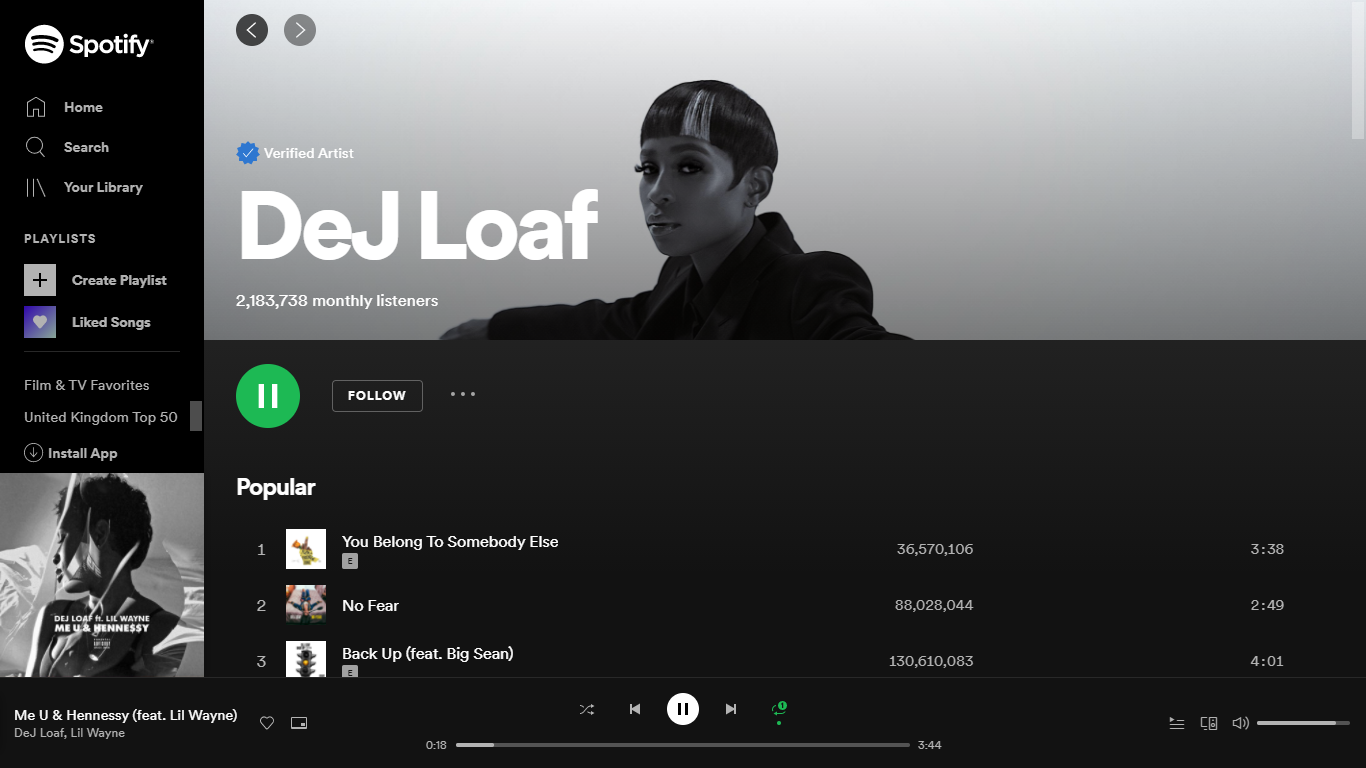 Spotify
Home
Search
Your Library
PLAYLISTS
Create Playlist
Liked Songs
Film & TV Favorites
United Kingdom Top 50
Install App
DEJ LOAF ft. LIL WAYNE
ME U & HENNE$$Y
Verified Artist
DeJ Loaf
2,183,738 monthly listeners
FOLLOW
Popular
1 You Belong To Somebody Else 36,570,106 3:38
E
2 No Fear 88,028,044 2:49
3 Back Up (feat. Big Sean) 130,610,083 4:01
E
Me U & Hennessy (feat. Lil Wayne)
DeJ Loaf, Lil Wayne
1
0:18 3:44